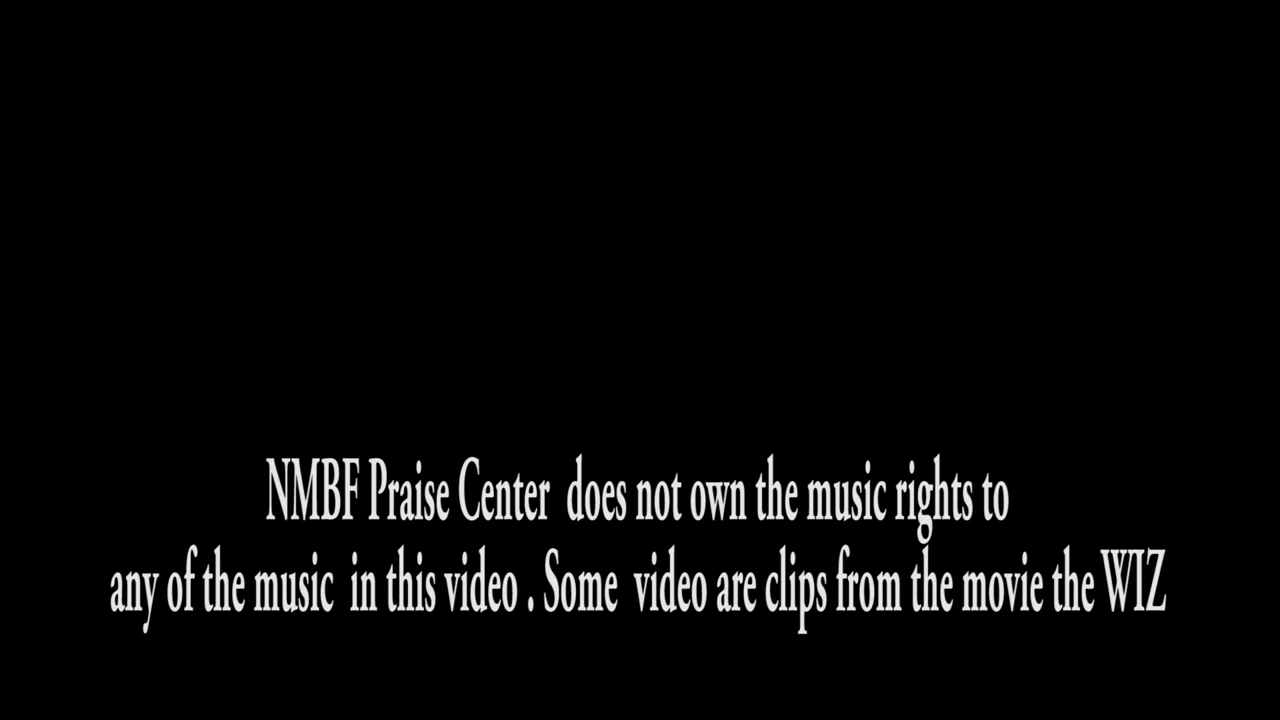 NMBF Praise Center does not own the music rights to
any of the music in this video . Some video are clips from the movie the WIZ